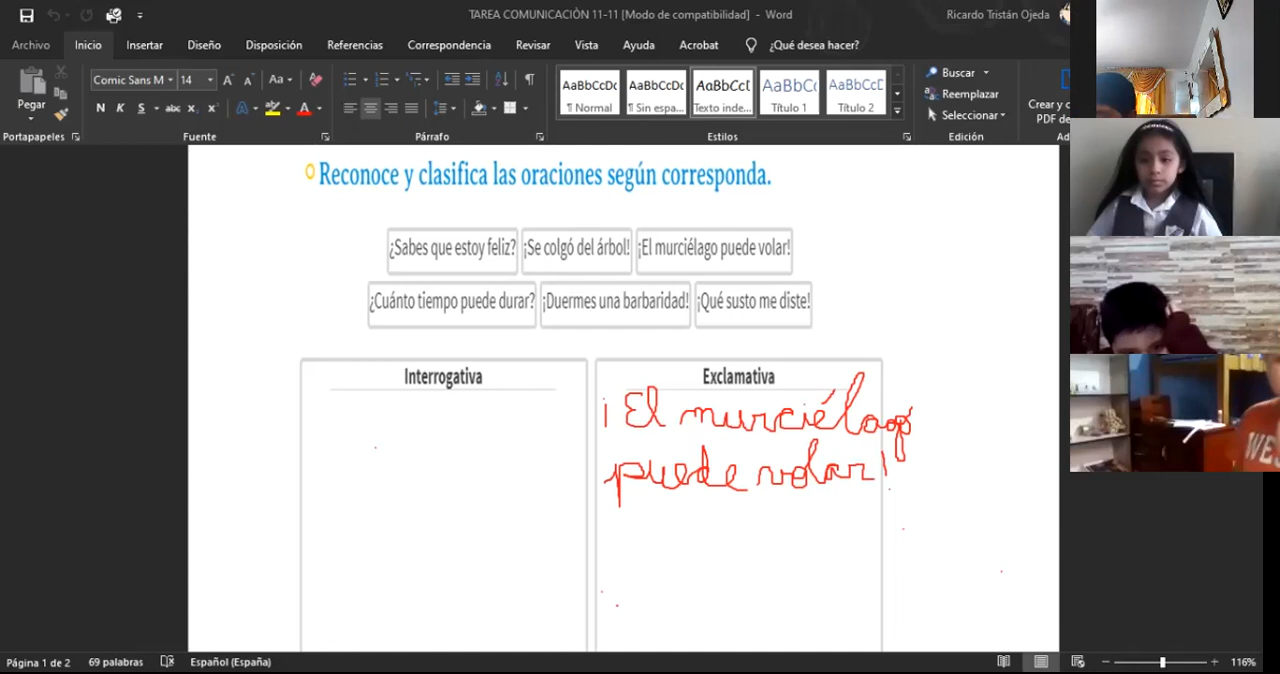 TAREA COMUNICACIÒN 11-11 [Modo de compatibilidad] - Word
Ricardo Tristán Ojeda
Archivo Inicio Insertar Diseño Disposición Referencias Correspondencia Revisar Vista Ayuda Acrobat ¿Qué desea hacer?
Pegar
Comic Sans M 14
N K S abc
AaBbCcDc AaBbCcDc AaBbCcD AaBbCc AaBbCcD
¶ Normal ¶ Sin espa... Texto inde... Título 1 Título 2
Buscar
Reemplazar
Seleccionar
Crear y
PDF de
Portapapeles Fuente Párrafo Estilos Edición
Reconoce y clasifica las oraciones según corresponda.
¿Sabes que estoy feliz? ¡Se colgó del árbol! ¡El murciélago puede volar!
¿Cuánto tiempo puede durar? ¡Duermes una barbaridad! ¡Qué susto me diste!
Interrogativa Exclamativa
¡El murciélago
puede volar!
WES
Página 1 de 2 69 palabras Español (España) 116%